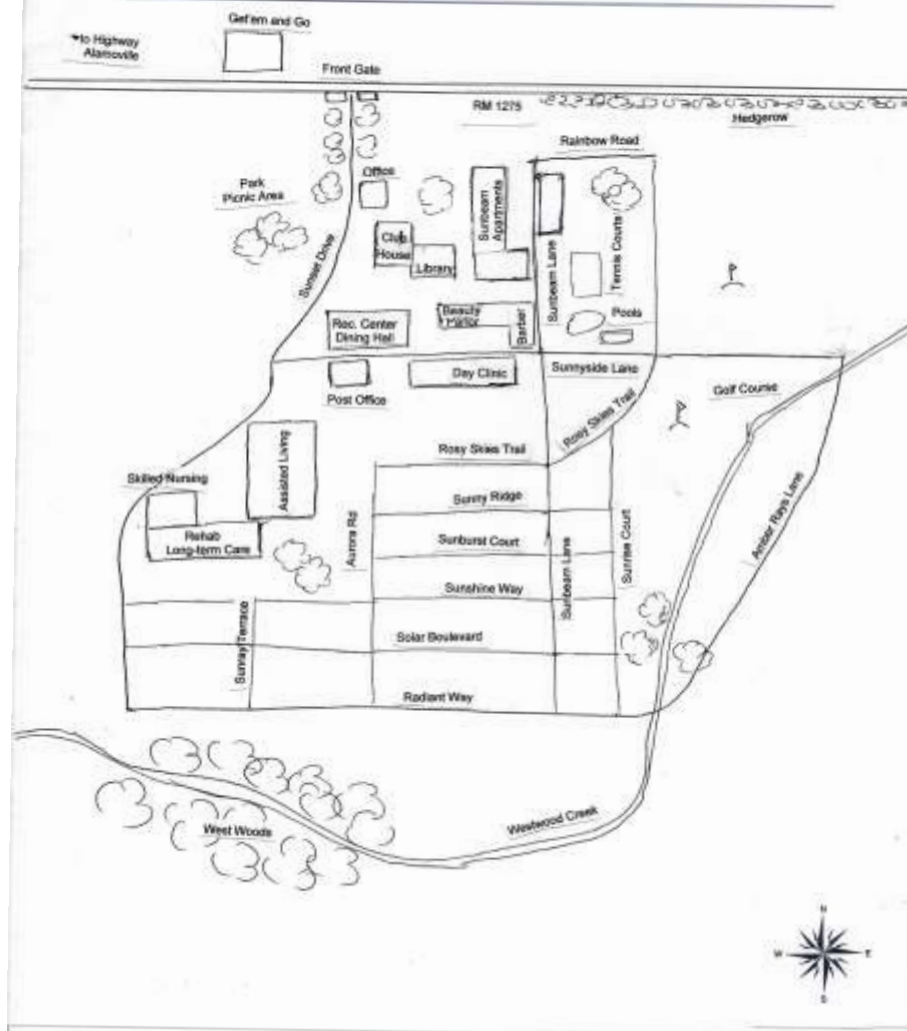 Get'em and Go
to Highway
Alamoville
Front Gate
RM 1275
Hedgerow
Rainbow Road
Office
Park
Picnic Area
Sunbeam
Apartments
Club
House
Library
Sunset Drive
Sunbeam Lane
Tennis Courts
Pools
Rec. Center
Dining Hall
Beauty
Parlor
Barber
Day Clinic
Sunnyside Lane
Post Office
Golf Course
Rosy Skies Trail
Rosy Skies Trail
Skilled Nursing
Assisted Living
Sunny Ridge
Rehab
Long-term Care
Aurora Rd
Sunburst Court
Sunbeam Lane
Sunrise Court
Amber Rays Lane
Sunshine Way
Sunray Terrace
Solar Boulevard
Radiant Way
Westwood Creek
West Woods
N
W
E
S